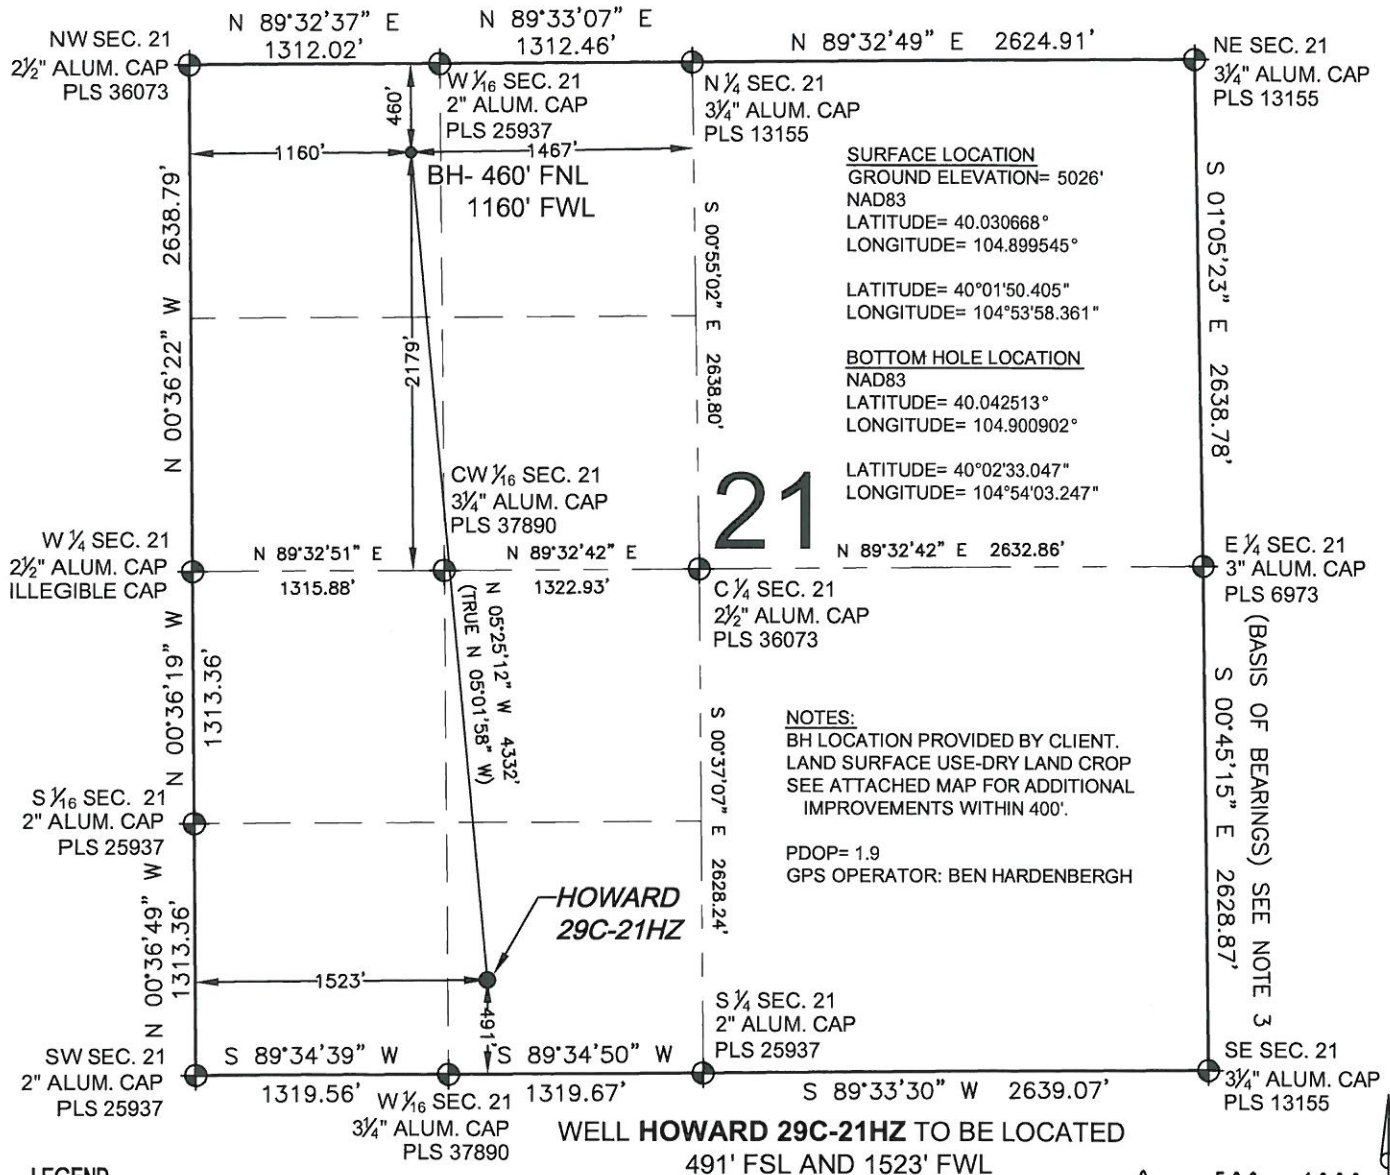 N 89°32'37" E
1312.02'
N 89°33'07" E
1312.46'
N 89°32'49" E 2624.91'
NW SEC. 21
2½" ALUM. CAP
PLS 36073
W 1⁄16 SEC. 21
2" ALUM. CAP
PLS 25937
N ¼ SEC. 21
3¼" ALUM. CAP
PLS 13155
NE SEC. 21
3¼" ALUM. CAP
PLS 13155
460'
1160'
1467'
BH- 460' FNL
1160' FWL
N 00°36'22" W 2638.79'
2179'
S 00°55'02" E 2638.80'
S 01°05'23" E 2638.78'
SURFACE LOCATION
GROUND ELEVATION= 5026'
NAD83
LATITUDE= 40.030668°
LONGITUDE= 104.899545°
LATITUDE= 40°01'50.405"
LONGITUDE= 104°53'58.361"
BOTTOM HOLE LOCATION
NAD83
LATITUDE= 40.042513°
LONGITUDE= 104.900902°
LATITUDE= 40°02'33.047"
LONGITUDE= 104°54'03.247"
21
CW 1⁄16 SEC. 21
3¼" ALUM. CAP
PLS 37890
W ¼ SEC. 21
2½" ALUM. CAP
ILLEGIBLE CAP
N 89°32'51" E
1315.88'
N 89°32'42" E
1322.93'
N 89°32'42" E 2632.86'
C ¼ SEC. 21
2½" ALUM. CAP
PLS 36073
E ¼ SEC. 21
3" ALUM. CAP
PLS 6973
N 05°25'12" W 4332'
(TRUE N 05°01'58" W)
N 00°36'19" W
1313.36'
S 00°37'07" E 2628.24'
S 00°45'15" E 2628.87'
(BASIS OF BEARINGS) SEE NOTE 3
NOTES:
BH LOCATION PROVIDED BY CLIENT.
LAND SURFACE USE-DRY LAND CROP
SEE ATTACHED MAP FOR ADDITIONAL
IMPROVEMENTS WITHIN 400'.
PDOP= 1.9
GPS OPERATOR: BEN HARDENBERGH
S 1⁄16 SEC. 21
2" ALUM. CAP
PLS 25937
N 00°36'49" W
1313.36'
HOWARD
29C-21HZ
1523'
491'
SW SEC. 21
2" ALUM. CAP
PLS 25937
S 89°34'39" W
1319.56'
W 1⁄16 SEC. 21
3¼" ALUM. CAP
PLS 37890
S 89°34'50" W
1319.67'
S ¼ SEC. 21
2" ALUM. CAP
PLS 25937
S 89°33'30" W 2639.07'
SE SEC. 21
3¼" ALUM. CAP
PLS 13155
WELL HOWARD 29C-21HZ TO BE LOCATED
491' FSL AND 1523' FWL
LEGEND